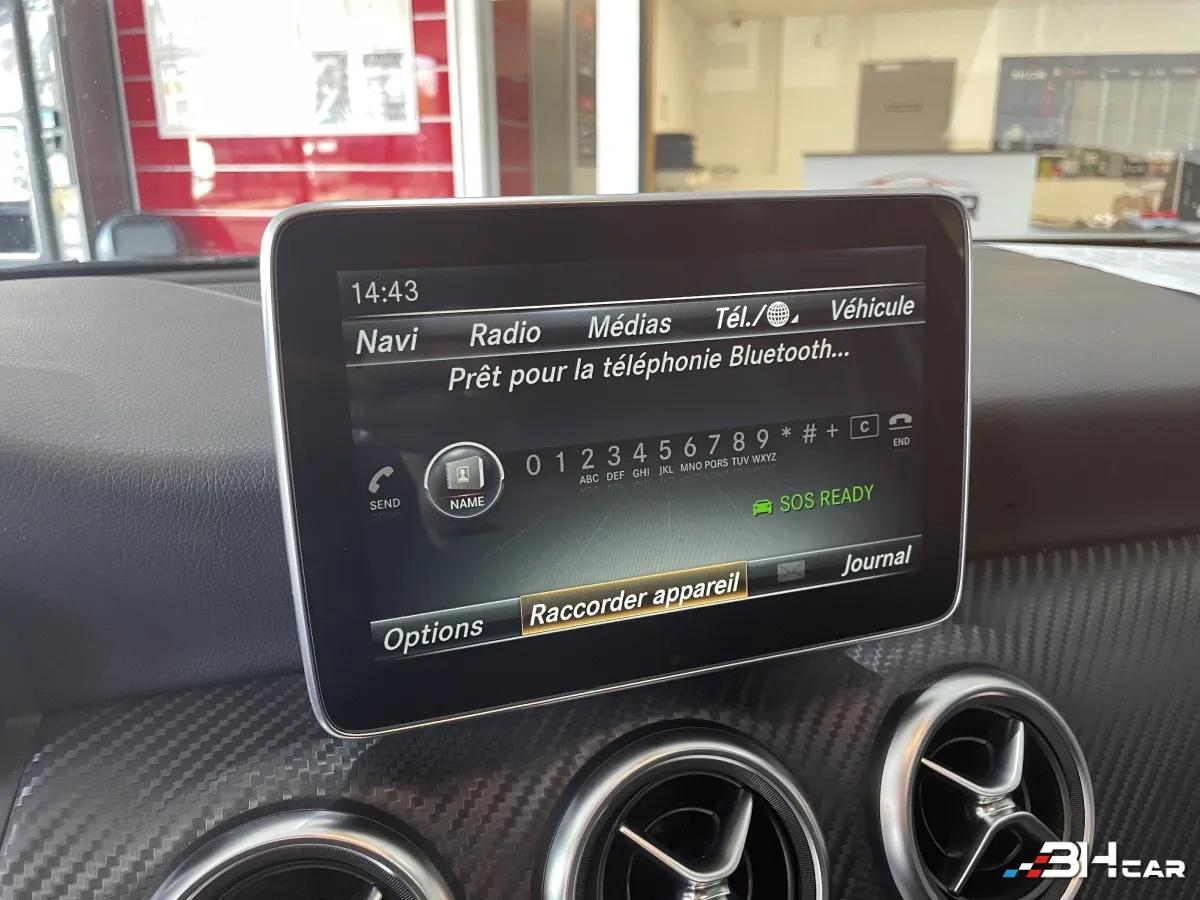 14:43
Navi Radio Médias Tél./ Véhicule
Prêt pour la téléphonie Bluetooth...
SEND NAME 0 1 2 3 4 5 6 7 8 9 * # + C END
ABC DEF GHI JKL MNO PQRS TUV WXYZ
SOS READY
Options Raccorder appareil Journal
3HCAR